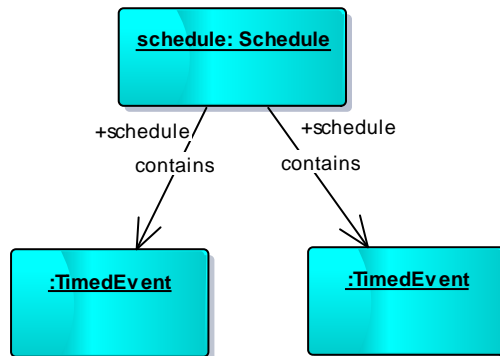 schedule: Schedule
+schedule
+schedule
contains
contains
:TimedEvent
:TimedEvent